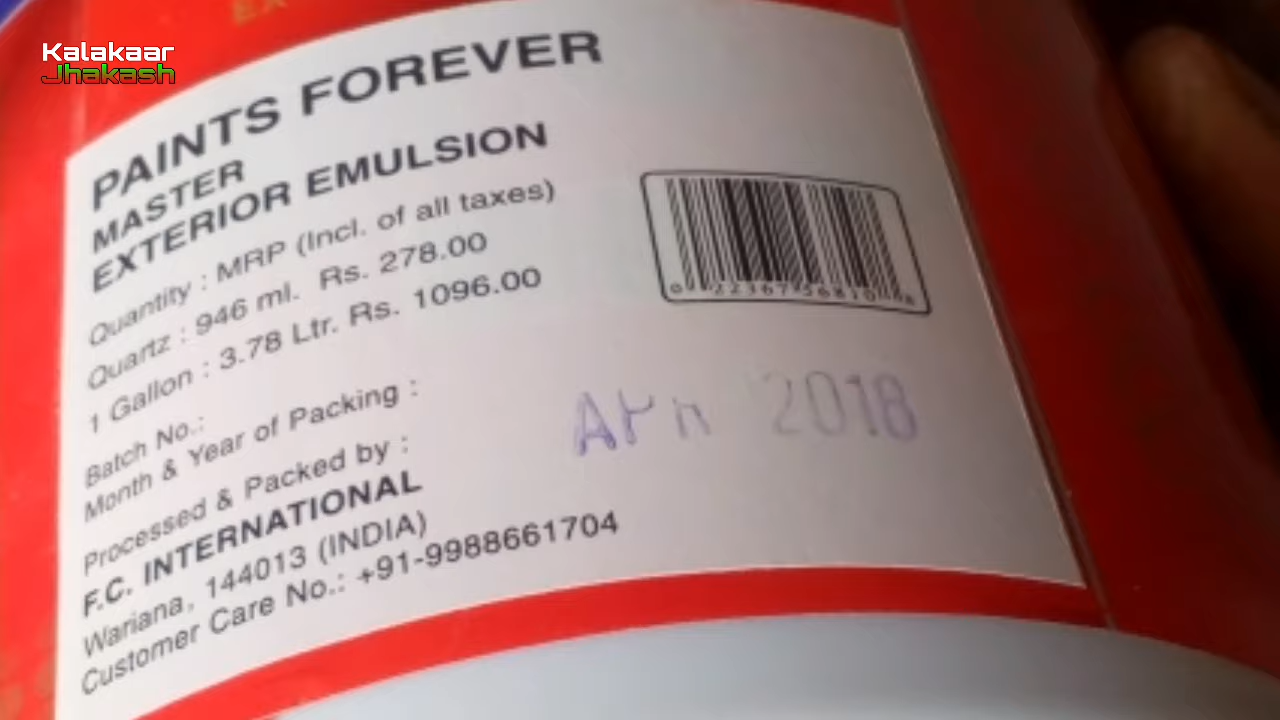 Kalakaar
Jhakash
PAINTS FOREVER
MASTER
EXTERIOR EMULSION
Quantity : MRP (Incl. of all taxes)
Quartz : 946 ml. Rs. 278.00
1 Gallon : 3.78 Ltr. Rs. 1096.00
Batch No.:
Month & Year of Packing :
2018
Processed & Packed by :
F.C. INTERNATIONAL
Wariana, 144013 (INDIA)
Customer Care No.: +91-9988661704